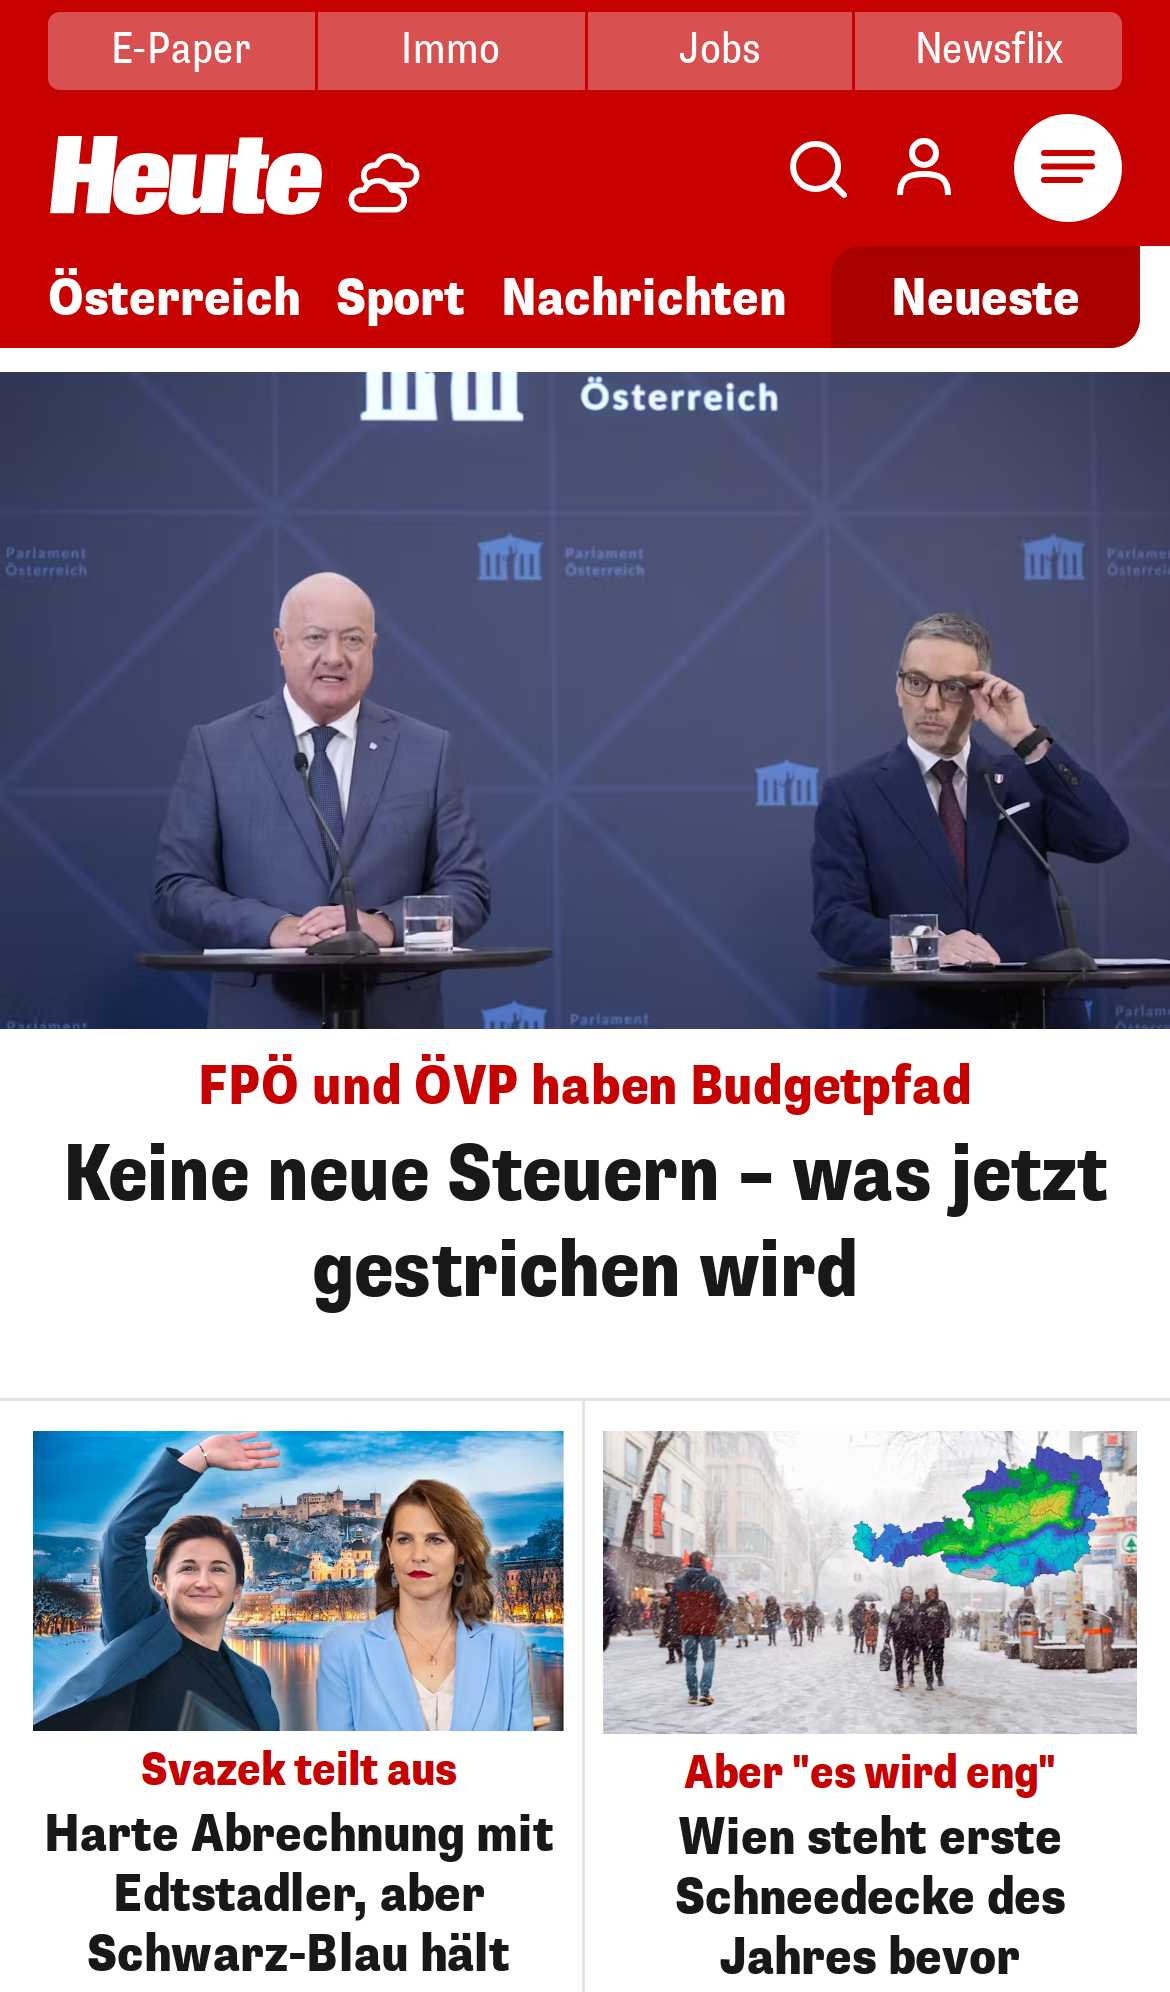 E-Paper
Immo
Jobs
Newsflix
Heute
Österreich
Sport
Nachrichten
Neueste
Österreich
Parlament
Österreich
Parlament
Österreich
Parlament
FPÖ und ÖVP haben Budgetpfad
Keine neue Steuern – was jetzt
gestrichen wird
Svazek teilt aus
Harte Abrechnung mit
Edtstadler, aber
Schwarz-Blau hält
Aber "es wird eng"
Wien steht erste
Schneedecke des
Jahres bevor